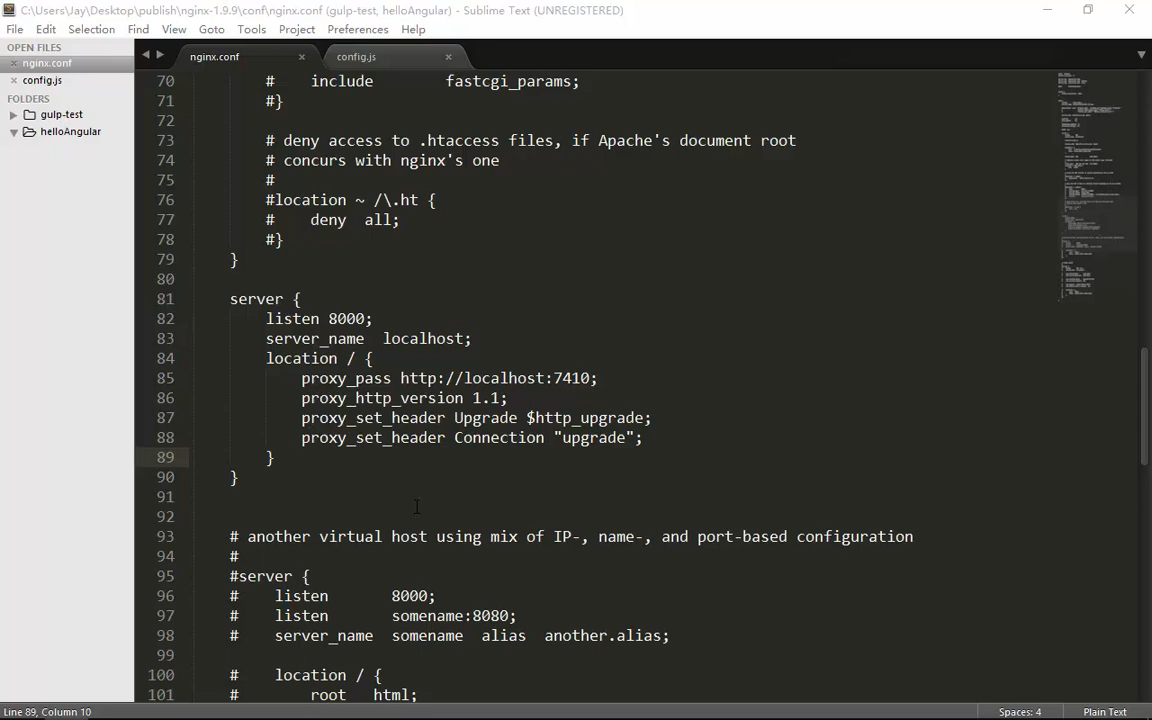 C:\Users\Jay\Desktop\publish\nginx-1.9.9\conf\nginx.conf (gulp-test, helloAngular) - Sublime Text (UNREGISTERED)
File Edit Selection Find View Goto Tools Project Preferences Help
OPEN FILES
nginx.conf
config.js
FOLDERS
gulp-test
helloAngular
nginx.conf × config.js ×
70 # include fastcgi_params;
71 #}
72
73 # deny access to .htaccess files, if Apache's document root
74 # concurs with nginx's one
75 #
76 #location ~ /\.ht {
77 # deny all;
78 #}
79 }
80
81 server {
82 listen 8000;
83 server_name localhost;
84 location / {
85 proxy_pass http://localhost:7410;
86 proxy_http_version 1.1;
87 proxy_set_header Upgrade $http_upgrade;
88 proxy_set_header Connection "upgrade";
89 }
90 }
91
92
93 # another virtual host using mix of IP-, name-, and port-based configuration
94 #
95 #server {
96 # listen 8000;
97 # listen somename:8080;
98 # server_name somename alias another.alias;
99
100 # location / {
101 # root html;
Line 89, Column 10
Spaces: 4
Plain Text